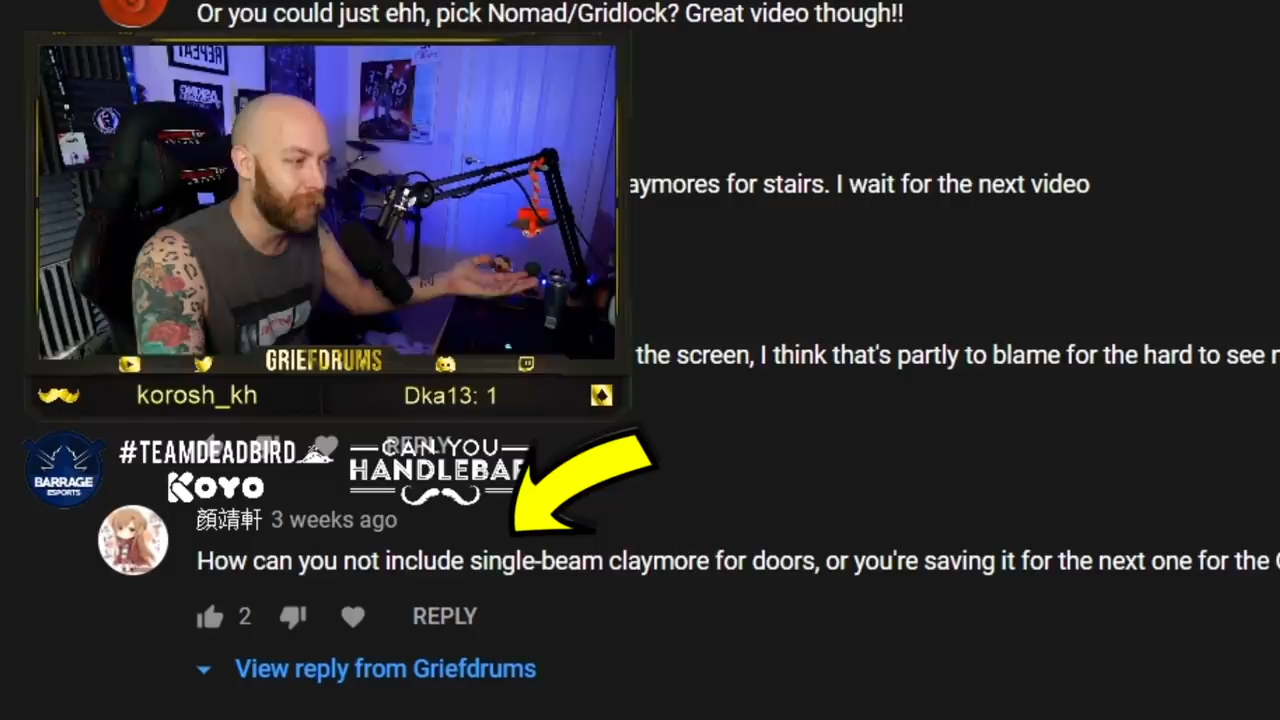 Or you could just ehh, pick Nomad/Gridlock? Great video though!!
aymores for stairs. I wait for the next video
the screen, I think that's partly to blame for the hard to see
GRIEFDRUMS
korosh_kh Dka13: 1
REPLY
#TEAMDEADBIRD
CAN YOU
HANDLEBAR
BARRAGE
ESPORTS
KOYO
顏靖軒 3 weeks ago
How can you not include single-beam claymore for doors, or you're saving it for the next one for the
2 REPLY
View reply from Griefdrums